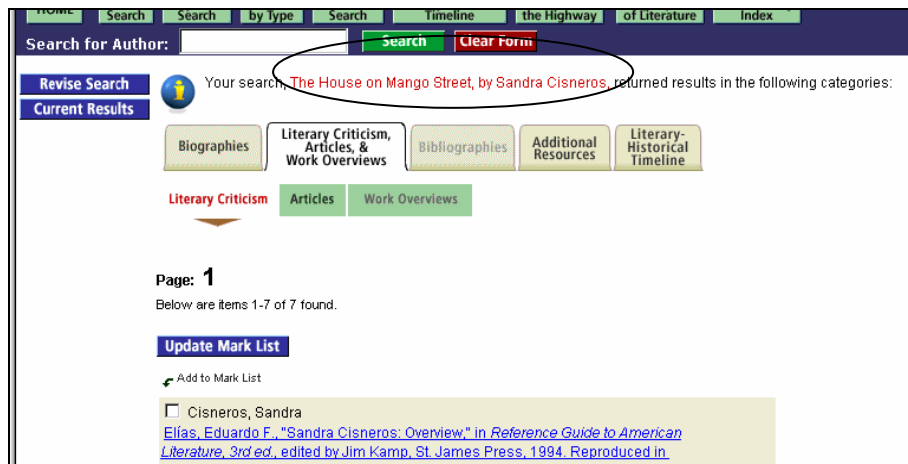 HOME Search Search by Type Search Timeline the Highway of Literature Index
Search for Author: Search Clear Form
Revise Search
Current Results
Your search, The House on Mango Street, by Sandra Cisneros, returned results in the following categories:
Biographies
Literary Criticism,
Articles, &
Work Overviews
Bibliographies
Additional
Resources
Literary-
Historical
Timeline
Literary Criticism Articles Work Overviews
Page: 1
Below are items 1-7 of 7 found.
Update Mark List
Add to Mark List
Cisneros, Sandra
Elías, Eduardo F., "Sandra Cisneros: Overview," in Reference Guide to American
Literature, 3rd ed., edited by Jim Kamp, St. James Press, 1994. Reproduced in